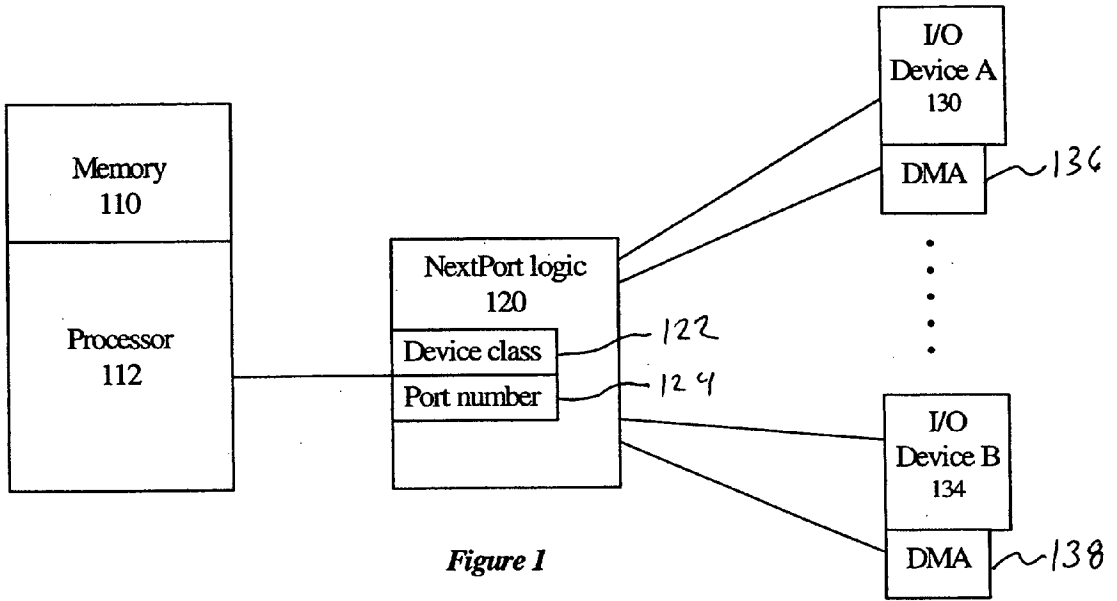 I/O
Device A
130
DMA
136
Memory
110
NextPort logic
120
Processor
112
Device class
122
Port number
124
I/O
Device B
134
DMA
138
Figure 1